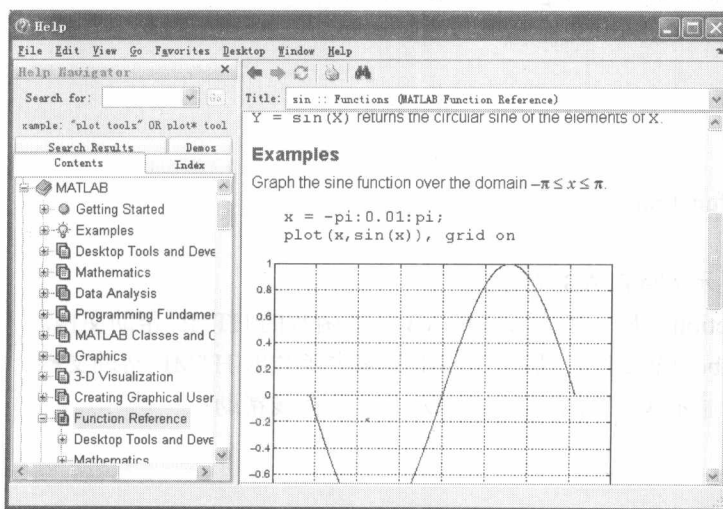 Help
File Edit View Go Favorites Desktop Window Help
Help Navigator
Search for:
Go
xample: "plot tools" OR plot* tool
Search Results Demos
Contents Index
MATLAB
Getting Started
Examples
Desktop Tools and Deve
Mathematics
Data Analysis
Programming Fundamer
MATLAB Classes and C
Graphics
3-D Visualization
Creating Graphical User
Function Reference
Desktop Tools and Deve
Mathematics
Title: sin :: Functions (MATLAB Function Reference)
Y = sin(X) returns the circular sine of the elements of X.
Examples
Graph the sine function over the domain −π ≤ x ≤ π.
x = -pi:0.01:pi;
plot(x,sin(x)), grid on
1
0.8
0.6
0.4
0.2
0
−0.2
−0.4
−0.6